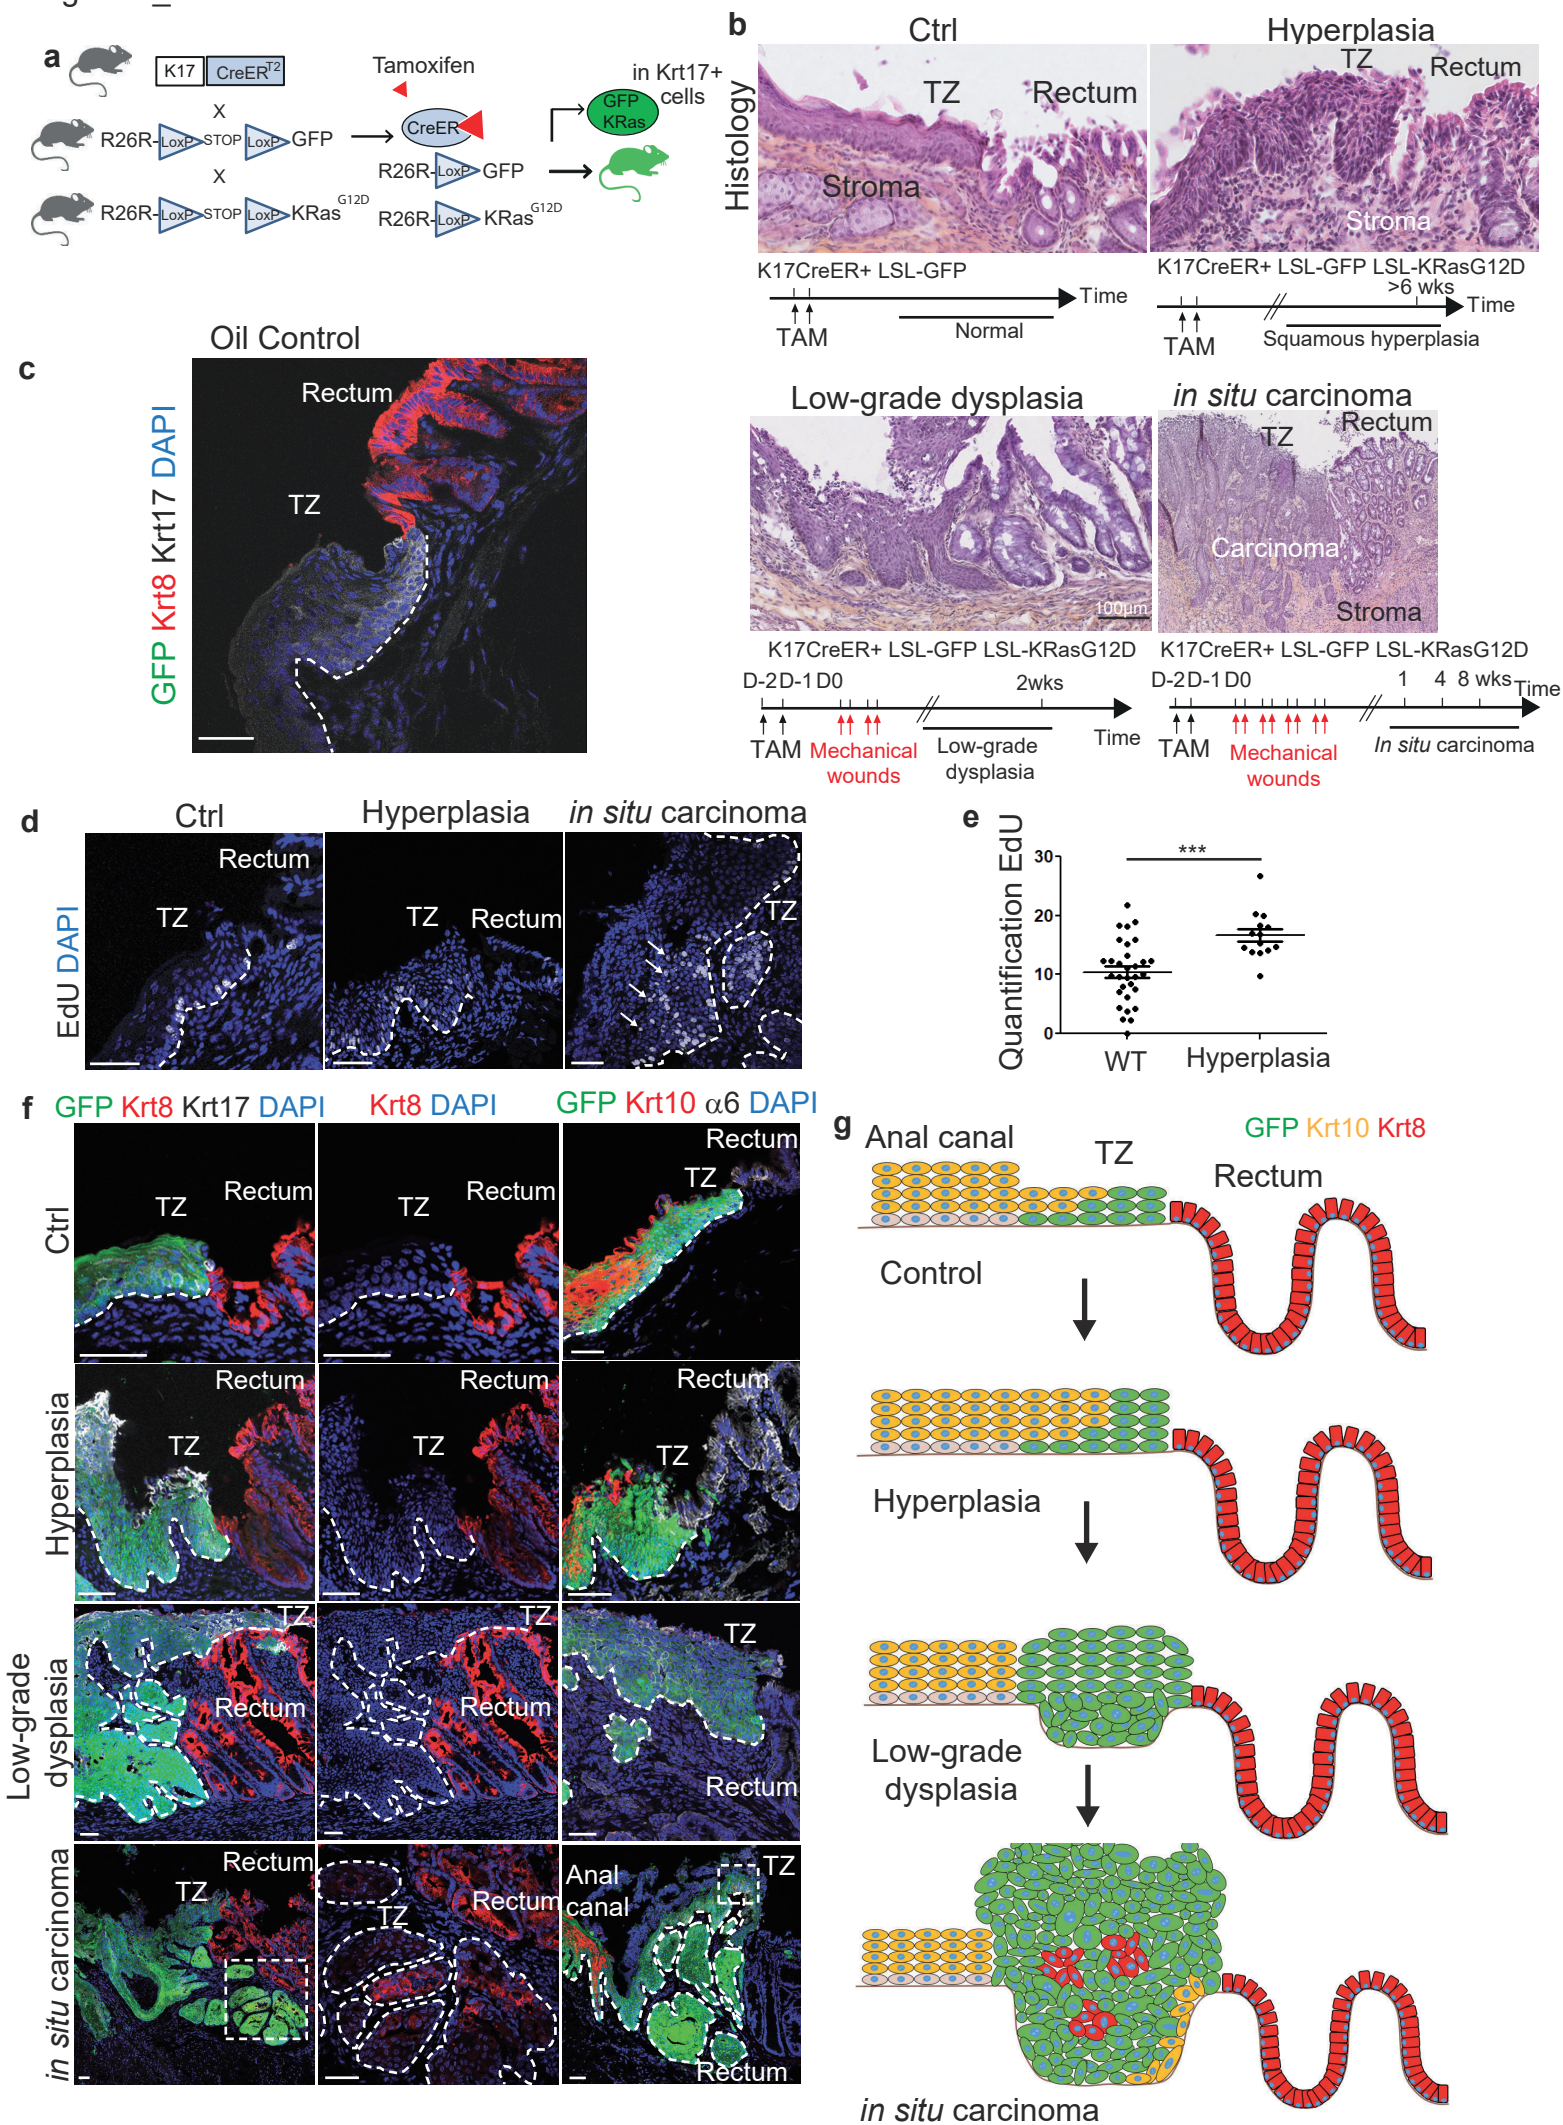 a
K17 CreER T2
X
R26R- LoxP STOP LoxP GFP
X
R26R- LoxP STOP LoxP KRas G12D
Tamoxifen
CreER
R26R- LoxP GFP
R26R- LoxP KRas G12D
in Krt17+
cells
GFP
KRas
b
Histology
Ctrl
TZ Rectum
Stroma
K17CreER+ LSL-GFP
Time
TAM
Normal
Hyperplasia
TZ
Rectum
Stroma
K17CreER+ LSL-GFP LSL-KRasG12D
>6 wks
Time
TAM
Squamous hyperplasia
Low-grade dysplasia
100µm
K17CreER+ LSL-GFP LSL-KRasG12D
D-2 D-1 D0 2wks
TAM
Mechanical
wounds
Low-grade
dysplasia
Time
in situ carcinoma
Rectum
TZ
Carcinoma
Stroma
K17CreER+ LSL-GFP LSL-KRasG12D
D-2 D-1 D0 1 4 8 wks
Time
TAM
Mechanical
wounds
In situ carcinoma
c
Oil Control
GFP Krt8 Krt17 DAPI
Rectum
TZ
d
Ctrl Hyperplasia in situ carcinoma
EdU DAPI
Rectum
TZ
TZ
Rectum
TZ
e
Quantification EdU
***
30
20
10
0
WT Hyperplasia
f
GFP Krt8 Krt17 DAPI
Krt8 DAPI
GFP Krt10 α6 DAPI
Ctrl
TZ Rectum
TZ Rectum
Rectum
TZ
Hyperplasia
Rectum
TZ
Rectum
TZ
Rectum
TZ
Low-grade
dysplasia
TZ
Rectum
TZ
Rectum
TZ
Rectum
in situ carcinoma
Rectum
TZ
Rectum
TZ
Anal
canal
TZ
Rectum
g
GFP Krt10 Krt8
Anal canal
TZ
Rectum
Control
Hyperplasia
Low-grade
dysplasia
in situ carcinoma